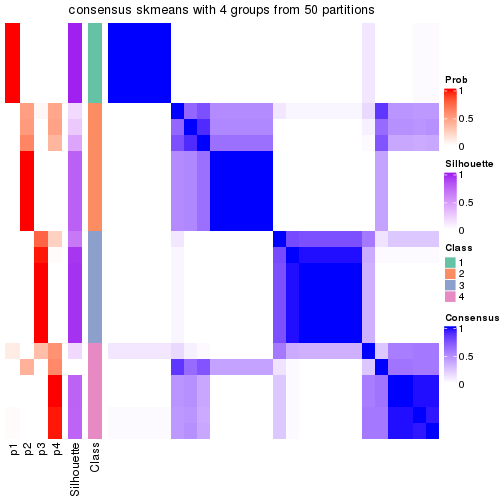 consensus skmeans with 4 groups from 50 partitions
Prob
1
0.5
0
Silhouette
1
0.5
0
Class
1
2
3
4
Consensus
1
0.5
0
p1
p2
p3
p4
Silhouette
Class